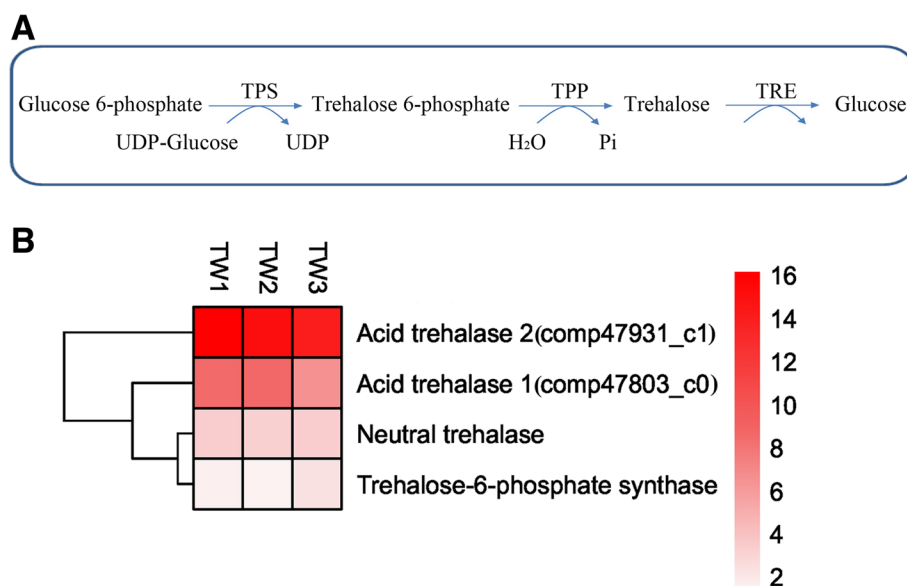 A
TPS TPP TRE
Glucose 6-phosphate Trehalose 6-phosphate Trehalose Glucose
UDP-Glucose UDP H₂O Pi
B
TW1 TW2 TW3
Acid trehalase 2(comp47931_c1)
Acid trehalase 1(comp47803_c0)
Neutral trehalase
Trehalose-6-phosphate synthase
16
14
12
10
8
6
4
2